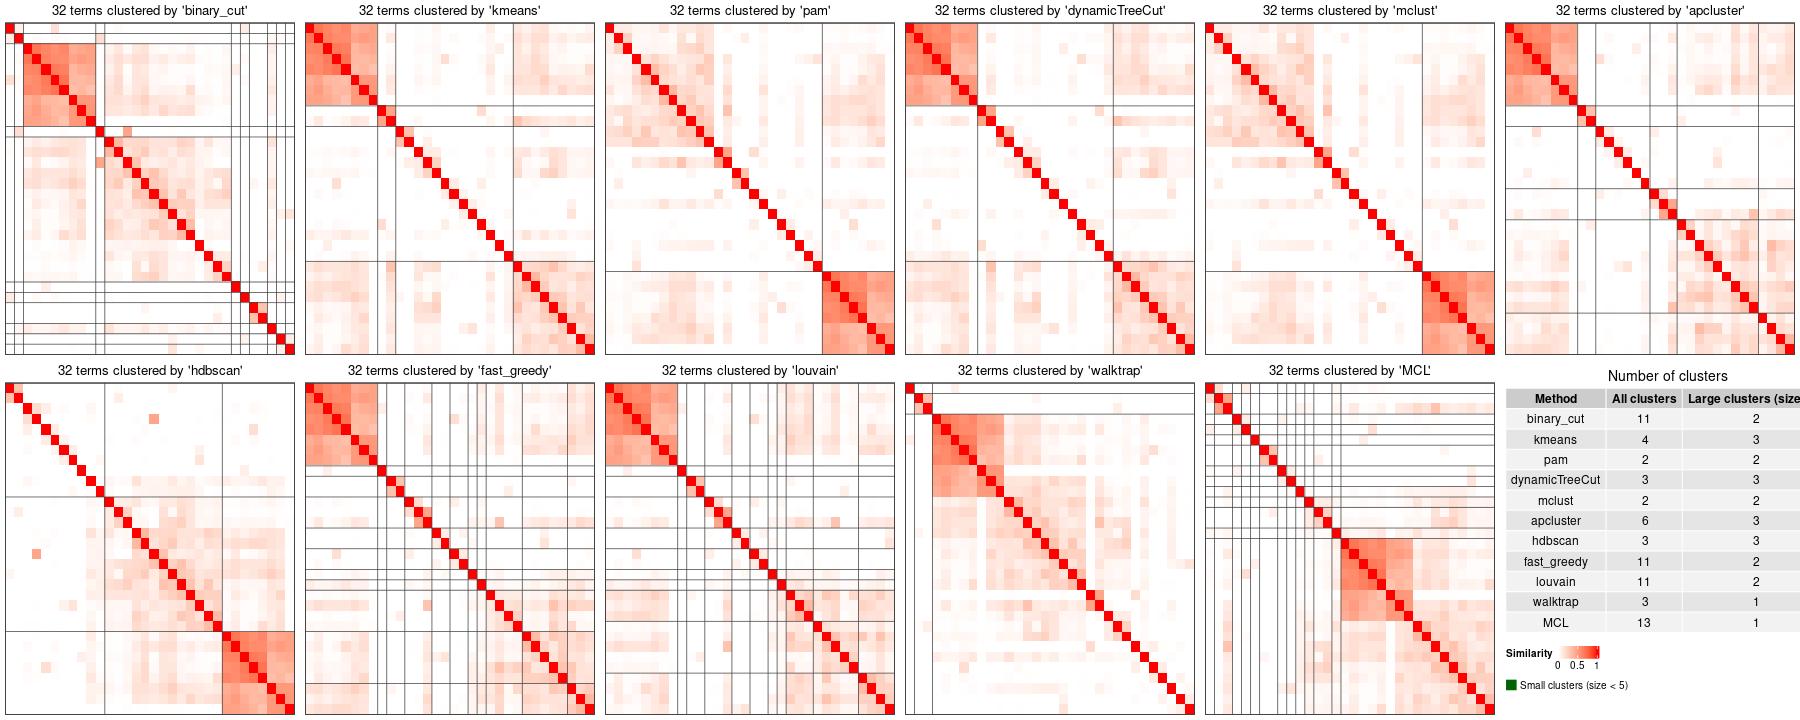 32 terms clustered by 'binary_cut'
32 terms clustered by 'kmeans'
32 terms clustered by 'pam'
32 terms clustered by 'dynamicTreeCut'
32 terms clustered by 'mclust'
32 terms clustered by 'apcluster'
32 terms clustered by 'hdbscan'
32 terms clustered by 'fast_greedy'
32 terms clustered by 'louvain'
32 terms clustered by 'walktrap'
32 terms clustered by 'MCL'
Number of clusters
Method All clusters Large clusters (size
binary_cut 11 2
kmeans 4 3
pam 2 2
dynamicTreeCut 3 3
mclust 2 2
apcluster 6 3
hdbscan 3 3
fast_greedy 11 2
louvain 11 2
walktrap 3 1
MCL 13 1
Similarity
0 0.5 1
Small clusters (size < 5)